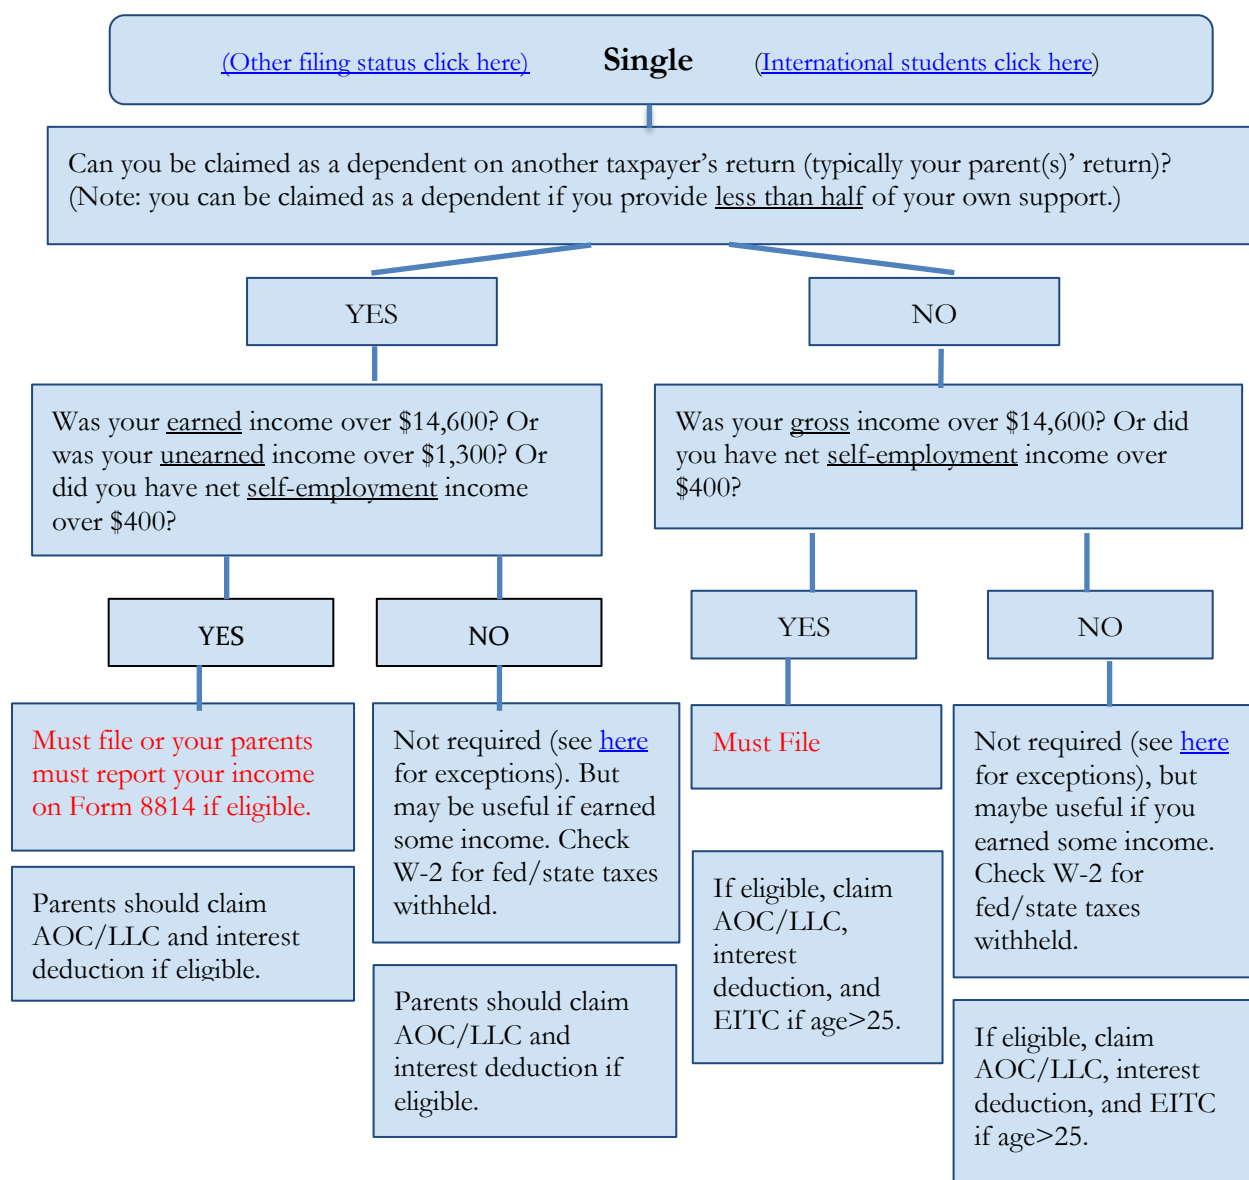 (Other filing status click here) Single (International students click here)
Can you be claimed as a dependent on another taxpayer’s return (typically your parent(s)’ return)?
(Note: you can be claimed as a dependent if you provide less than half of your own support.)
YES
NO
Was your earned income over $14,600? Or
was your unearned income over $1,300? Or
did you have net self-employment income
over $400?
Was your gross income over $14,600? Or did
you have net self-employment income over
$400?
YES
NO
YES
NO
Must file or your parents
must report your income
on Form 8814 if eligible.
Parents should claim
AOC/LLC and interest
deduction if eligible.
Not required (see here
for exceptions). But
may be useful if earned
some income. Check
W-2 for fed/state taxes
withheld.
Parents should claim
AOC/LLC and
interest deduction if
eligible.
Must File
If eligible, claim
AOC/LLC,
interest
deduction, and
EITC if age>25.
Not required (see here
for exceptions), but
maybe useful if you
earned some income.
Check W-2 for
fed/state taxes
withheld.
If eligible, claim
AOC/LLC, interest
deduction, and EITC
if age>25.